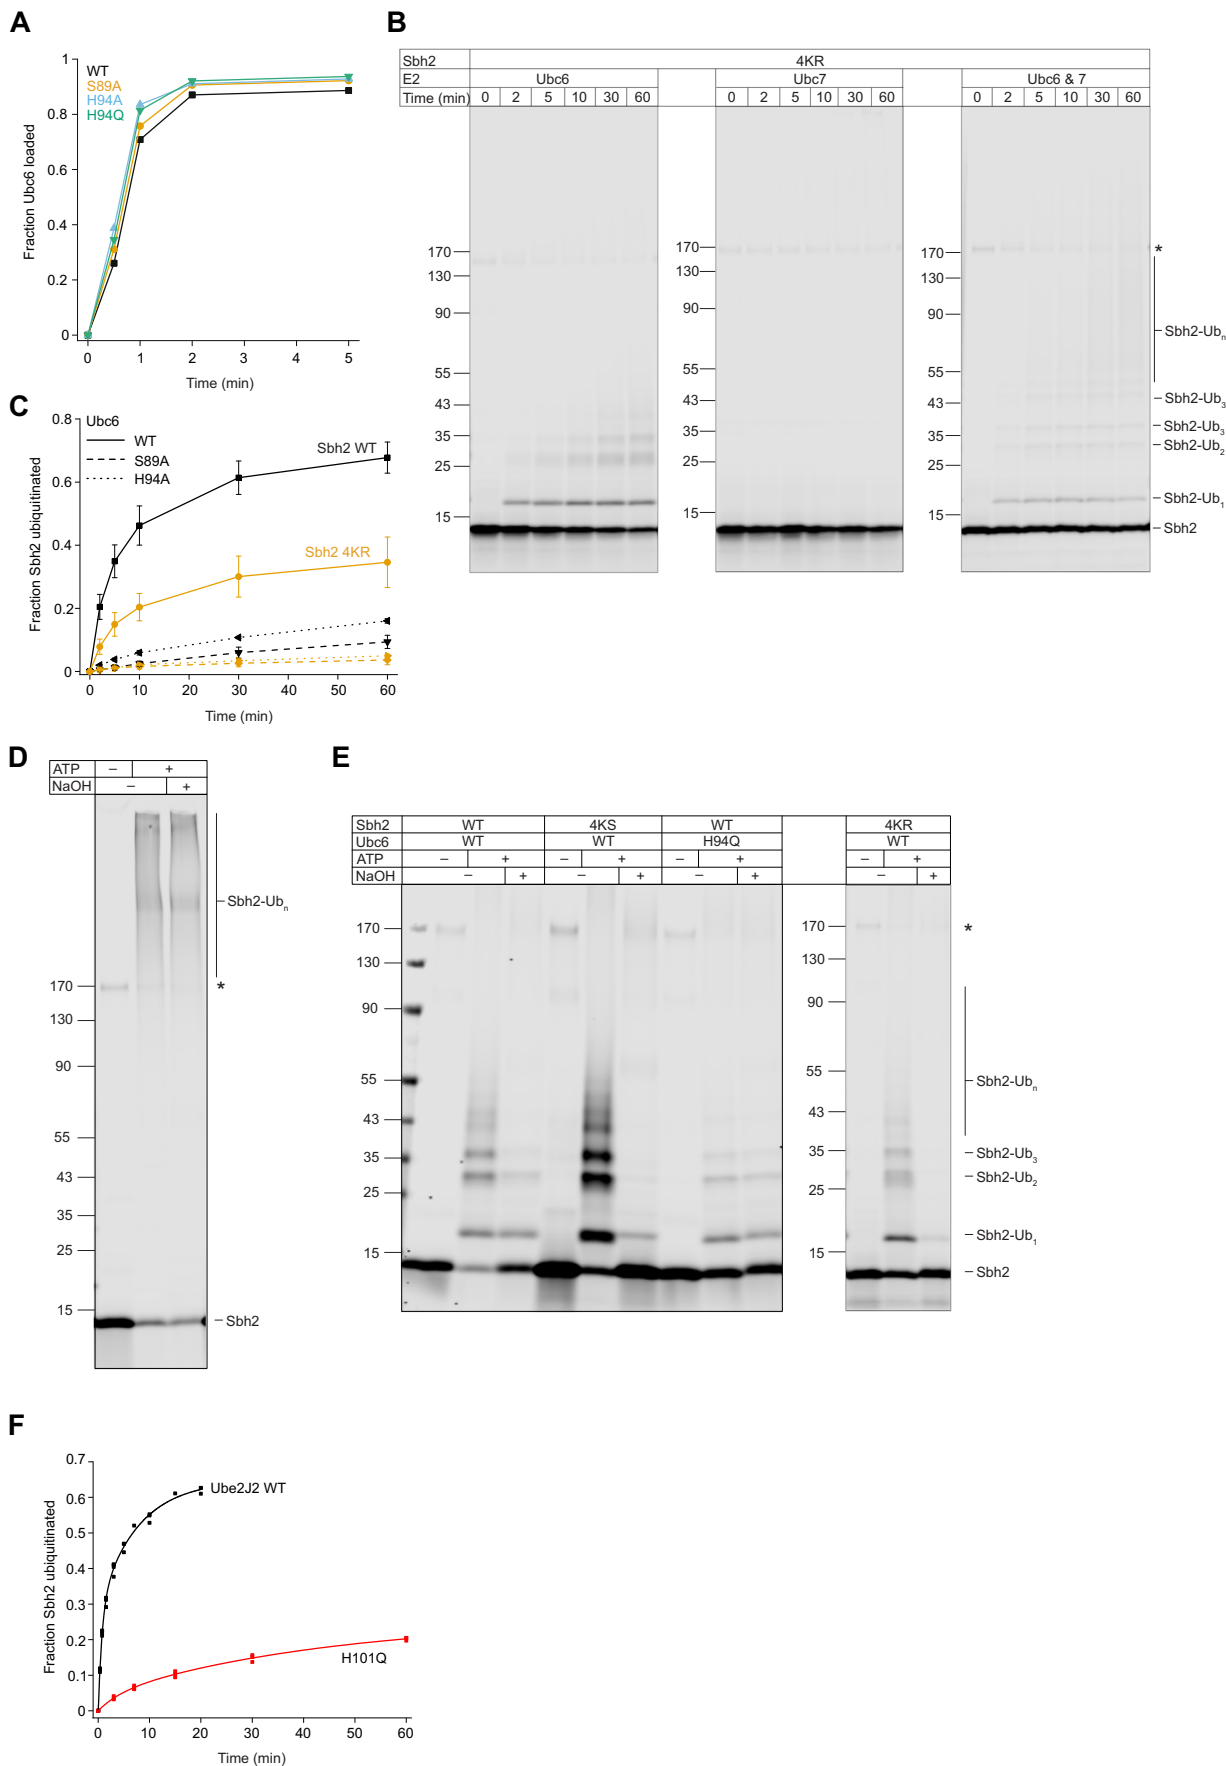 A
1
0.8
0.6
0.4
0.2
0
Fraction Ubc6 loaded
WT
S89A
H94A
H94Q
0 1 2 5
Time (min)
B
Sbh2 4KR
E2 Ubc6 Ubc7 Ubc6 & 7
Time (min) 0 2 5 10 30 60 0 2 5 10 30 60 0 2 5 10 30 60
170 170 170 *
130 130 130
90 90 90
Sbh2-Ubn
55 55 55
43 43 43 Sbh2-Ub3
35 35 35 Sbh2-Ub3
Sbh2-Ub2
25 25 25
Sbh2-Ub1
15 15 15
Sbh2
C
0.8
0.6
0.4
0.2
0
Fraction Sbh2 ubiquitinated
Ubc6
WT
S89A
H94A
Sbh2 WT
Sbh2 4KR
0 10 30 60
Time (min)
D
ATP – +
NaOH – +
Sbh2-Ubn
170 *
130
90
55
43
35
25
15
Sbh2
E
Sbh2 WT 4KS WT 4KR
Ubc6 WT WT H94Q WT
ATP – + – + – + – +
NaOH – + – + – + – +
170 170 *
130 130
90 90
55 55 Sbh2-Ubn
43 43
35 35 Sbh2-Ub3
Sbh2-Ub2
25 25
Sbh2-Ub1
15 15
Sbh2
F
0.7
0.6
0.5
0.4
0.3
0.2
0.1
0
Fraction Sbh2 ubiquitinated
Ube2J2 WT
H101Q
0 10 20 30 40 50 60
Time (min)